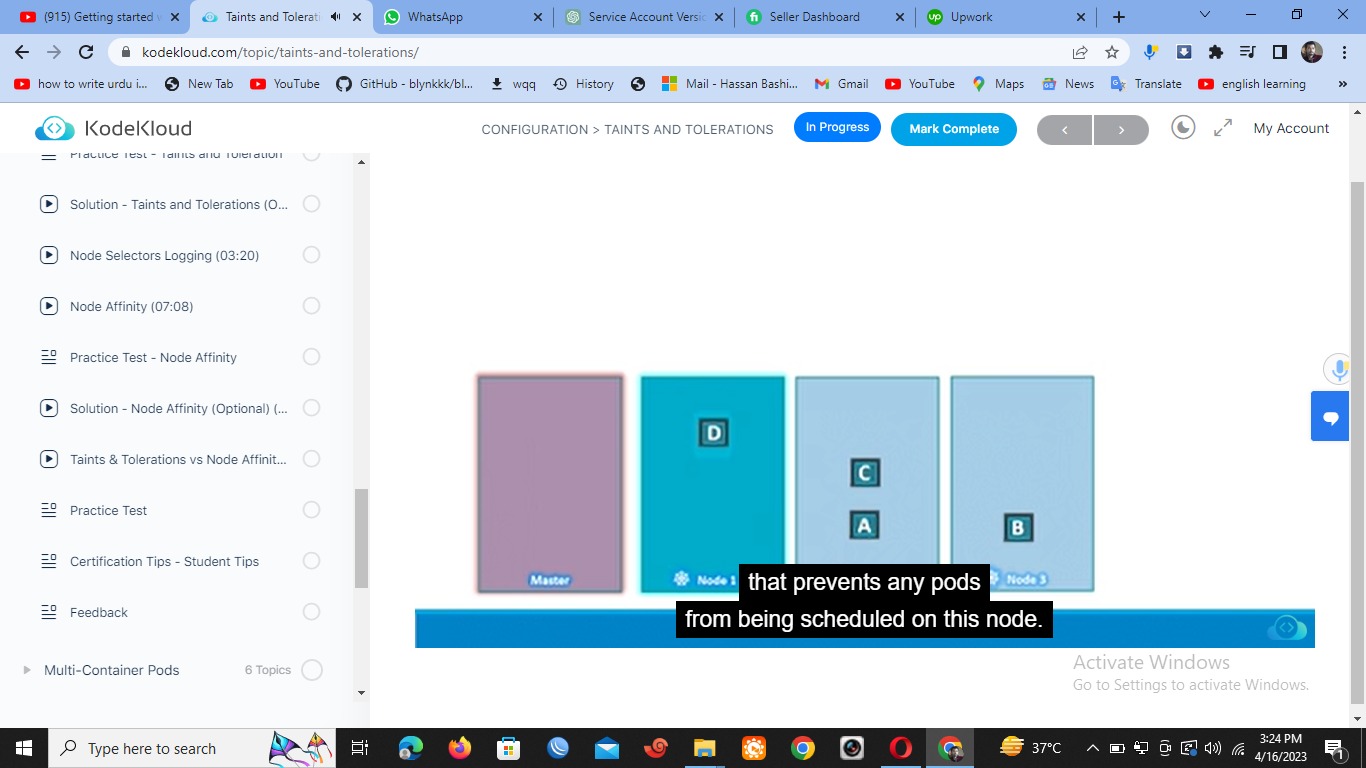 (915) Getting started w
Taints and Tolerati
WhatsApp
Service Account Versio
Seller Dashboard
Upwork
kodekloud.com/topic/taints-and-tolerations/
how to write urdu i...
New Tab
YouTube
GitHub - blynkkk/bl...
wqq
History
Mail - Hassan Bashi...
Gmail
YouTube
Maps
News
Translate
english learning
KodeKloud
CONFIGURATION > TAINTS AND TOLERATIONS
In Progress
Mark Complete
My Account
Practice Test - Taints and Toleration
Solution - Taints and Tolerations (O...
Node Selectors Logging (03:20)
Node Affinity (07:08)
Practice Test - Node Affinity
Solution - Node Affinity (Optional) (...
Taints & Tolerations vs Node Affinit...
Practice Test
Certification Tips - Student Tips
Feedback
Multi-Container Pods
6 Topics
D
C
A
B
Master
Node 1
Node 3
that prevents any pods
from being scheduled on this node.
Activate Windows
Go to Settings to activate Windows.
Type here to search
37°C
3:24 PM
4/16/2023
1